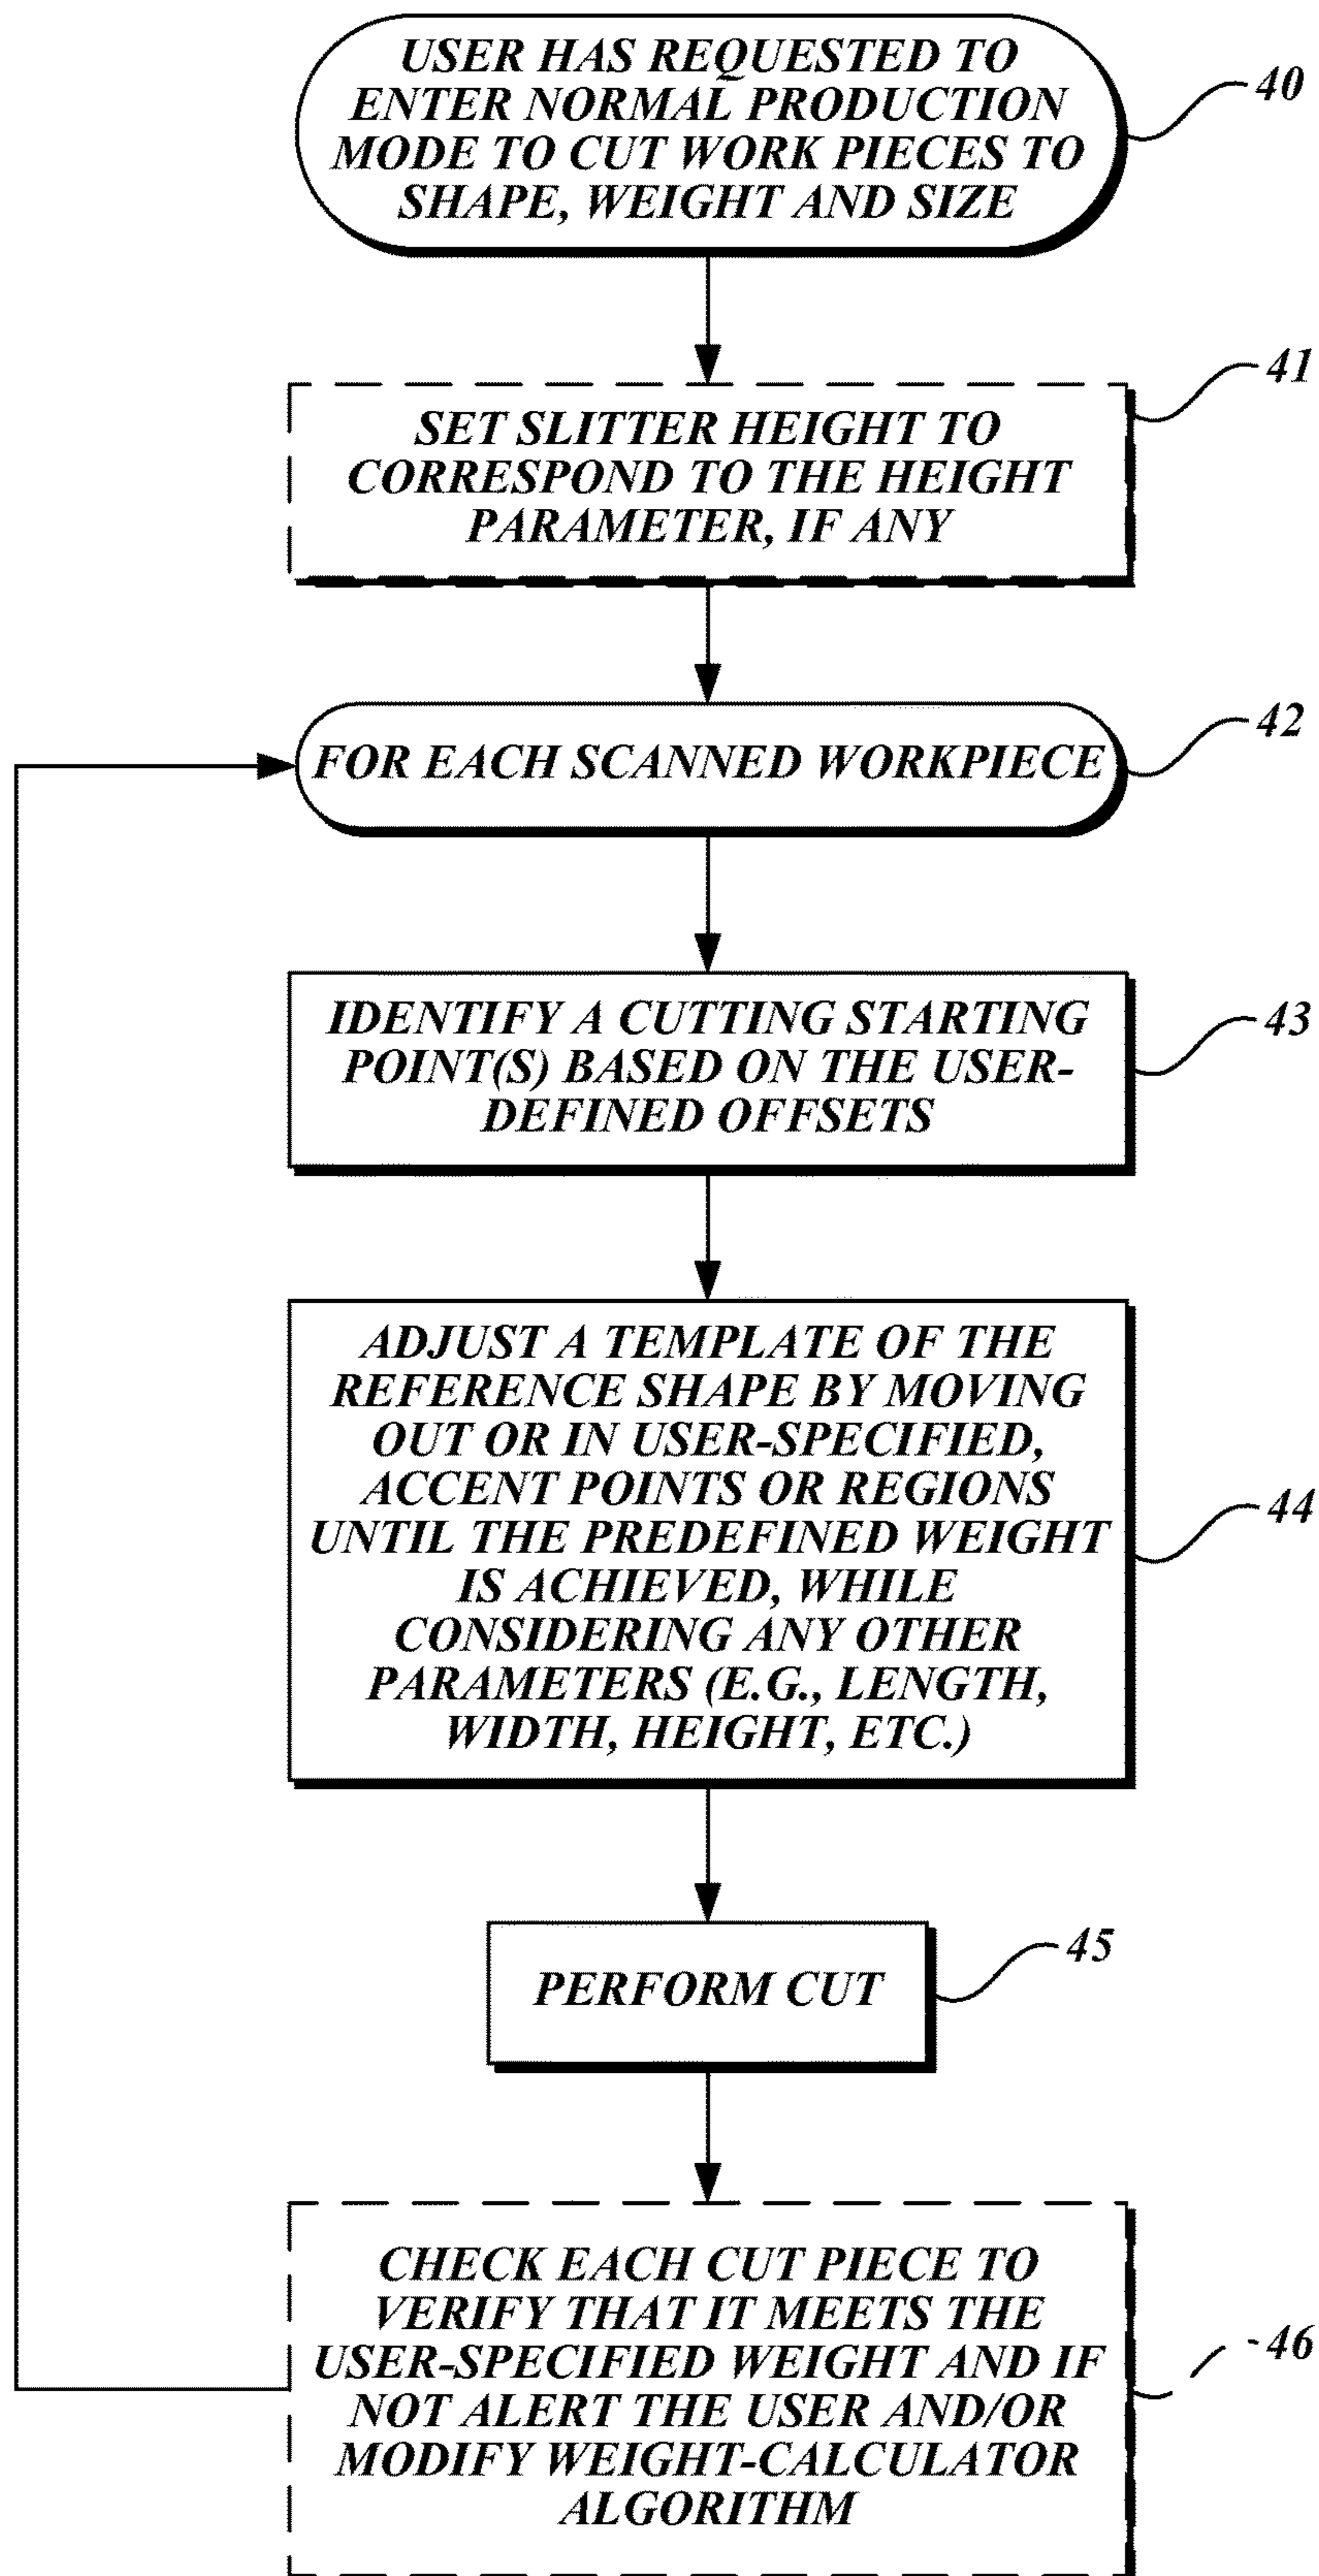 USER HAS REQUESTED TO
ENTER NORMAL PRODUCTION
MODE TO CUT WORK PIECES TO
SHAPE, WEIGHT AND SIZE
40
SET SLITTER HEIGHT TO
CORRESPOND TO THE HEIGHT
PARAMETER, IF ANY
41
FOR EACH SCANNED WORKPIECE
42
IDENTIFY A CUTTING STARTING
POINT(S) BASED ON THE USER-
DEFINED OFFSETS
43
ADJUST A TEMPLATE OF THE
REFERENCE SHAPE BY MOVING
OUT OR IN USER-SPECIFIED,
ACCENT POINTS OR REGIONS
UNTIL THE PREDEFINED WEIGHT
IS ACHIEVED, WHILE
CONSIDERING ANY OTHER
PARAMETERS (E.G., LENGTH,
WIDTH, HEIGHT, ETC.)
44
PERFORM CUT
45
CHECK EACH CUT PIECE TO
VERIFY THAT IT MEETS THE
USER-SPECIFIED WEIGHT AND IF
NOT ALERT THE USER AND/OR
MODIFY WEIGHT-CALCULATOR
ALGORITHM
46